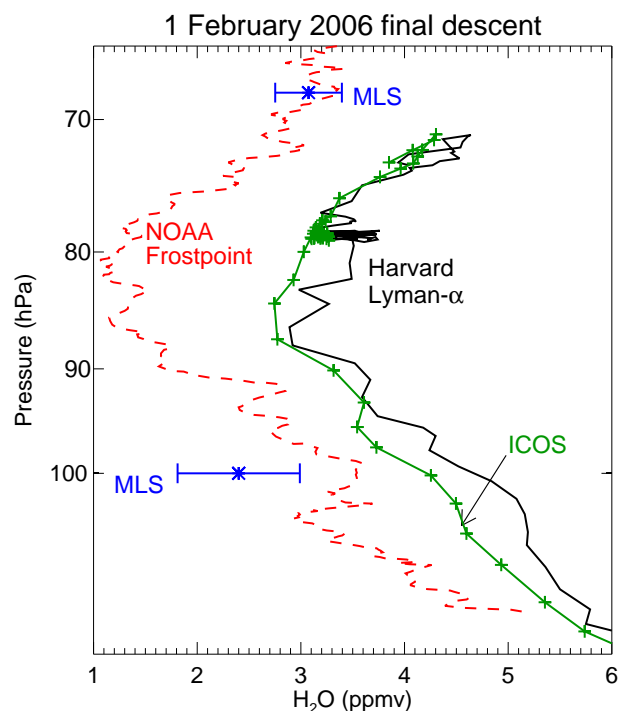 1 February 2006 final descent
MLS
70
NOAA
Frostpoint
80
Harvard
Lyman-α
Pressure (hPa)
90
ICOS
MLS
100
1 2 3 4 5 6
H₂O (ppmv)